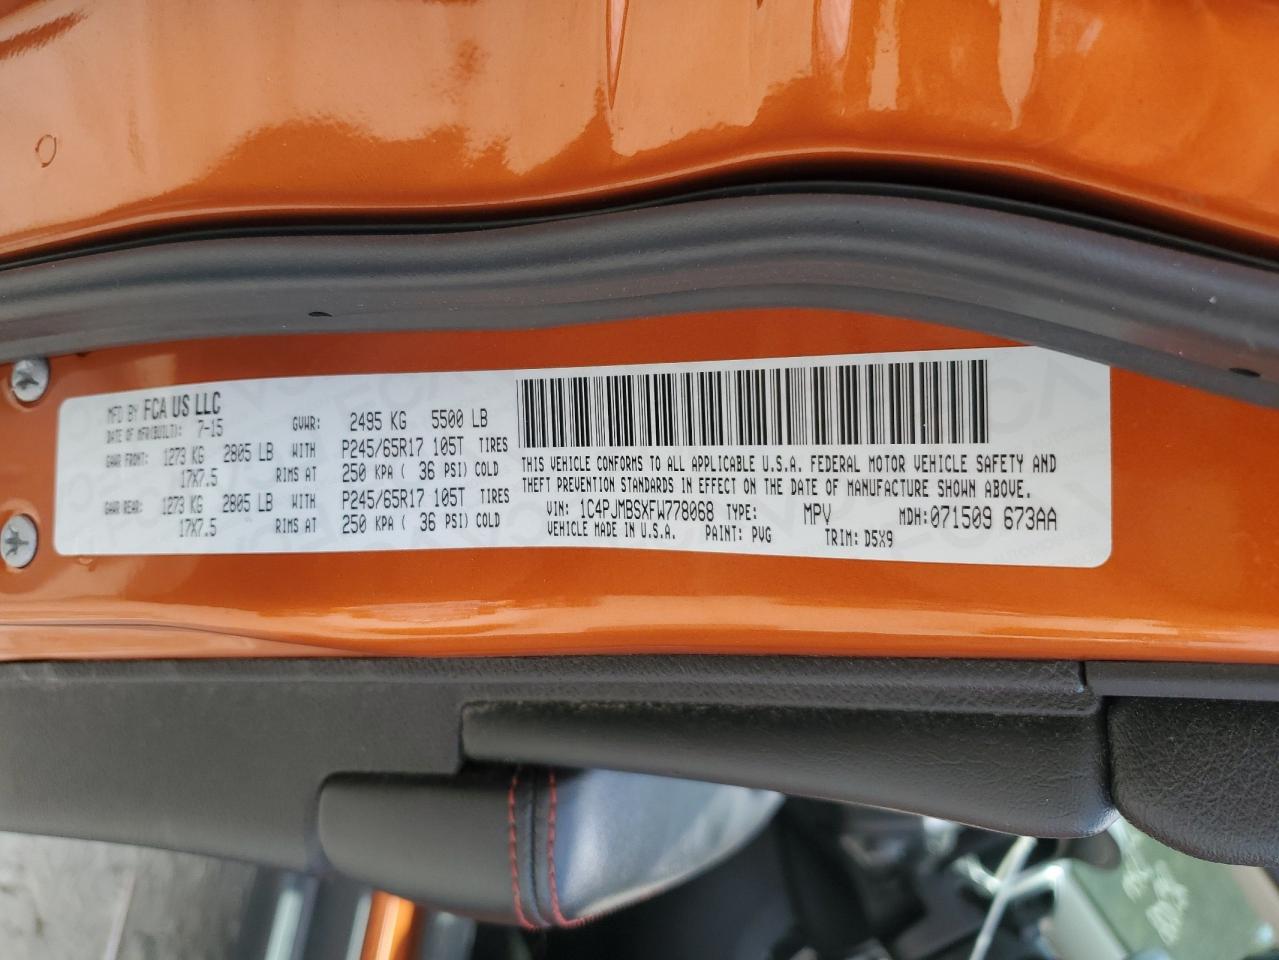 MFD BY FCA US LLC
DATE OF MFR(BUILT): 7-15 GVWR: 2495 KG 5500 LB
GAWR FRONT: 1273 KG 2805 LB WITH P245/65R17 105T TIRES
17X7.5 RIMS AT 250 KPA ( 36 PSI) COLD
GAWR REAR: 1273 KG 2805 LB WITH P245/65R17 105T TIRES
17X7.5 RIMS AT 250 KPA ( 36 PSI) COLD
THIS VEHICLE CONFORMS TO ALL APPLICABLE U.S.A. FEDERAL MOTOR VEHICLE SAFETY AND
THEFT PREVENTION STANDARDS IN EFFECT ON THE DATE OF MANUFACTURE SHOWN ABOVE.
VIN: 1C4PJMBSXFW778068 TYPE: MPV MDH:071509 673AA
VEHICLE MADE IN U.S.A. PAINT: PVG TRIM: D5X9